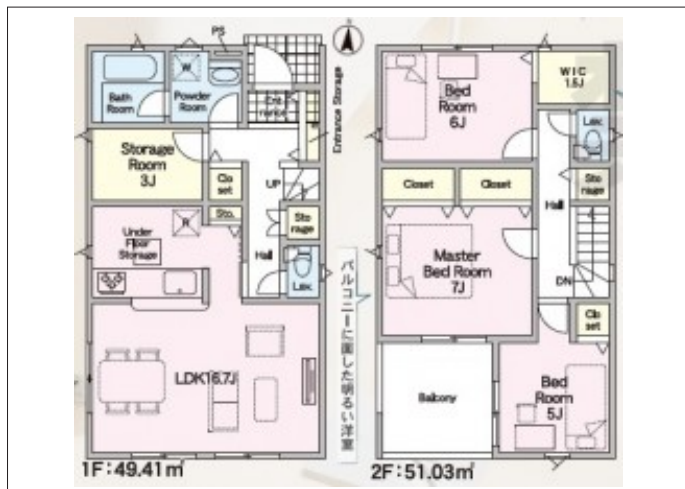 PS
W
Bath
Room
Powder
Room
Ent
rance
Entrance Storage
Storage
Room
3J
Clo
set
UP
Sto.
Sto
rage
Under
Floor
Storage
R
Hall
Lav.
LDK16.7J
1F:49.41㎡
バルコニーに面した明るい洋室
Bed
Room
6J
WIC
1.5J
Lav.
Closet
Closet
Hall
Sto
rage
Master
Bed Room
7J
DN
Clo
set
Balcony
Bed
Room
5J
2F:51.03㎡